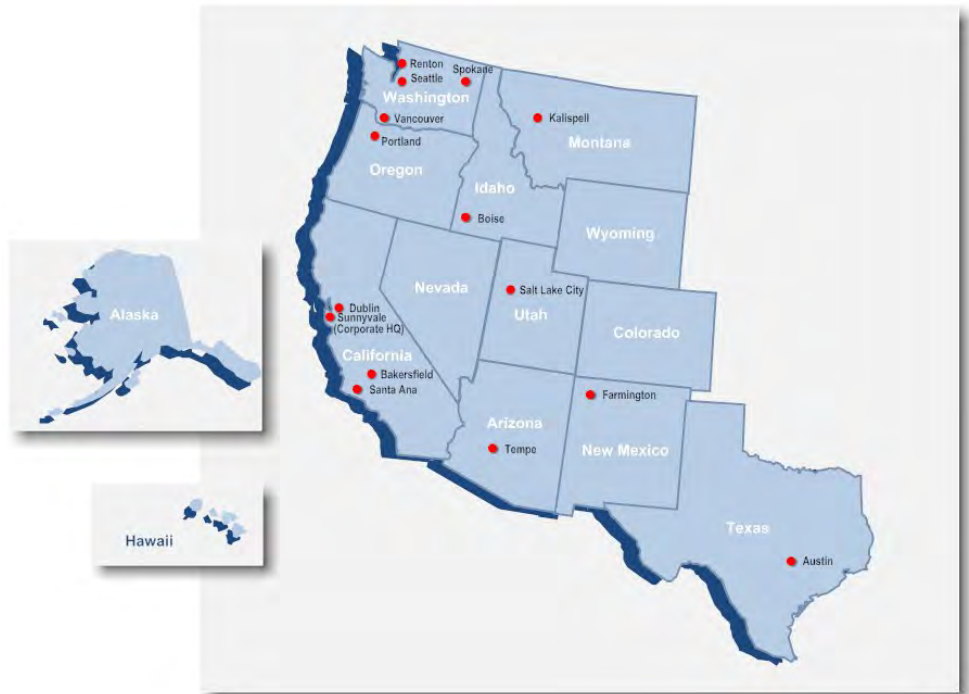 Renton
Seattle
Spokane
Washington
Vancouver
Portland
Oregon
Kalispell
Montana
Idaho
Boise
Wyoming
Nevada
Salt Lake City
Utah
Colorado
Dublin
Sunnyvale
(Corporate HQ)
California
Bakersfield
Santa Ana
Arizona
Tempe
Farmington
New Mexico
Texas
Austin
Alaska
Hawaii